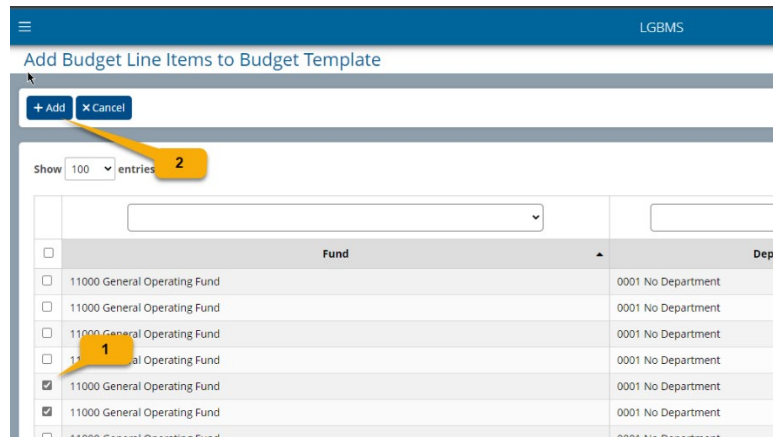 LGBMS
Add Budget Line Items to Budget Template
+ Add × Cancel
2
Show 100 entries
Fund Dep
11000 General Operating Fund 0001 No Department
11000 General Operating Fund 0001 No Department
11000 General Operating Fund 0001 No Department
1 al Operating Fund 0001 No Department
11000 General Operating Fund 0001 No Department
11000 General Operating Fund 0001 No Department